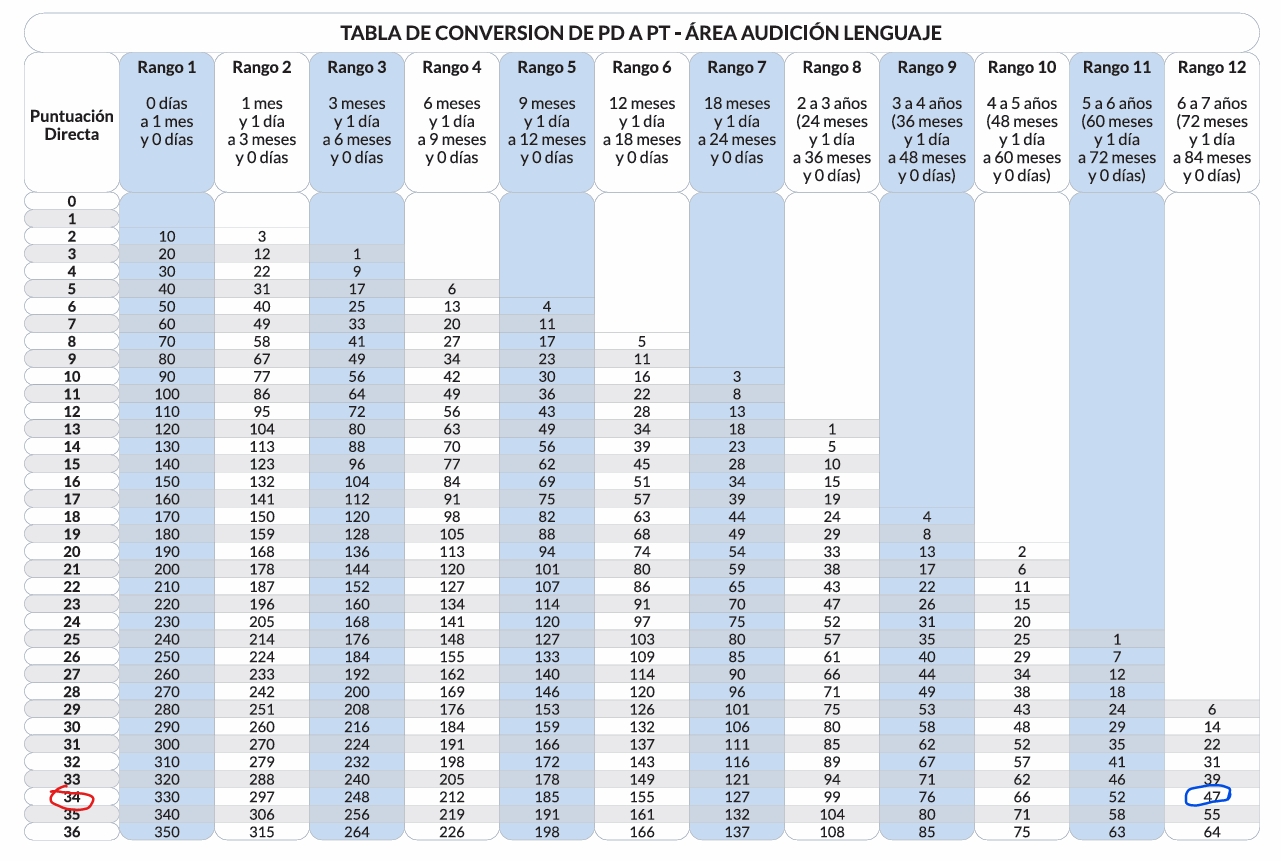 TABLA DE CONVERSION DE PD A PT - ÁREA AUDICIÓN LENGUAJE
Puntuación Directa Rango 1 Rango 2 Rango 3 Rango 4 Rango 5 Rango 6 Rango 7 Rango 8 Rango 9 Rango 10 Rango 11 Rango 12
0 días a 1 mes y 0 días
1 mes y 1 día a 3 meses y 0 días
3 meses y 1 día a 6 meses y 0 días
6 meses y 1 día a 9 meses y 0 días
9 meses y 1 día a 12 meses y 0 días
12 meses y 1 día a 18 meses y 0 días
18 meses y 1 día a 24 meses y 0 días
2 a 3 años (24 meses y 1 día a 36 meses y 0 días)
3 a 4 años (36 meses y 1 día a 48 meses y 0 días)
4 a 5 años (48 meses y 1 día a 60 meses y 0 días)
5 a 6 años (60 meses y 1 día a 72 meses y 0 días)
6 a 7 años (72 meses y 1 día a 84 meses y 0 días)
0
1
2 10 3
3 20 12 1
4 30 22 9
5 40 31 17 6
6 50 40 25 13 4
7 60 49 33 20 11
8 70 58 41 27 17 5
9 80 67 49 34 23 11
10 90 77 56 42 30 16 3
11 100 86 64 49 36 22 8
12 110 95 72 56 43 28 13
13 120 104 80 63 49 34 18 1
14 130 113 88 70 56 39 23 5
15 140 123 96 77 62 45 28 10
16 150 132 104 84 69 51 34 15
17 160 141 112 91 75 57 39 19
18 170 150 120 98 82 63 44 24 4
19 180 159 128 105 88 68 49 29 8
20 190 168 136 113 94 74 54 33 13 2
21 200 178 144 120 101 80 59 38 17 6
22 210 187 152 127 107 86 65 43 22 11
23 220 196 160 134 114 91 70 47 26 15
24 230 205 168 141 120 97 75 52 31 20
25 240 214 176 148 127 103 80 57 35 25 1
26 250 224 184 155 133 109 85 61 40 29 7
27 260 233 192 162 140 114 90 66 44 34 12
28 270 242 200 169 146 120 96 71 49 38 18
29 280 251 208 176 153 126 101 75 53 43 24 6
30 290 260 216 184 159 132 106 80 58 48 29 14
31 300 270 224 191 166 137 111 85 62 52 35 22
32 310 279 232 198 172 143 116 89 67 57 41 31
33 320 288 240 205 178 149 121 94 71 62 46 39
34 330 297 248 212 185 155 127 99 76 66 52 47
35 340 306 256 219 191 161 132 104 80 71 58 55
36 350 315 264 226 198 166 137 108 85 75 63 64